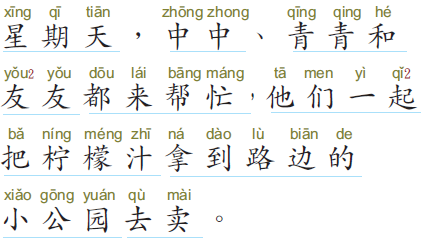 xīng qī tiān zhōng zhong qīng qing hé
星期天，中中、青青和
yǒu2 yǒu dōu lái bāng máng tā men yì qǐ2
友友都来帮忙，他们一起
bǎ níng méng zhī ná dào lù biān de
把柠檬汁拿到路边的
xiǎo gōng yuán qù mài
小公园去卖。